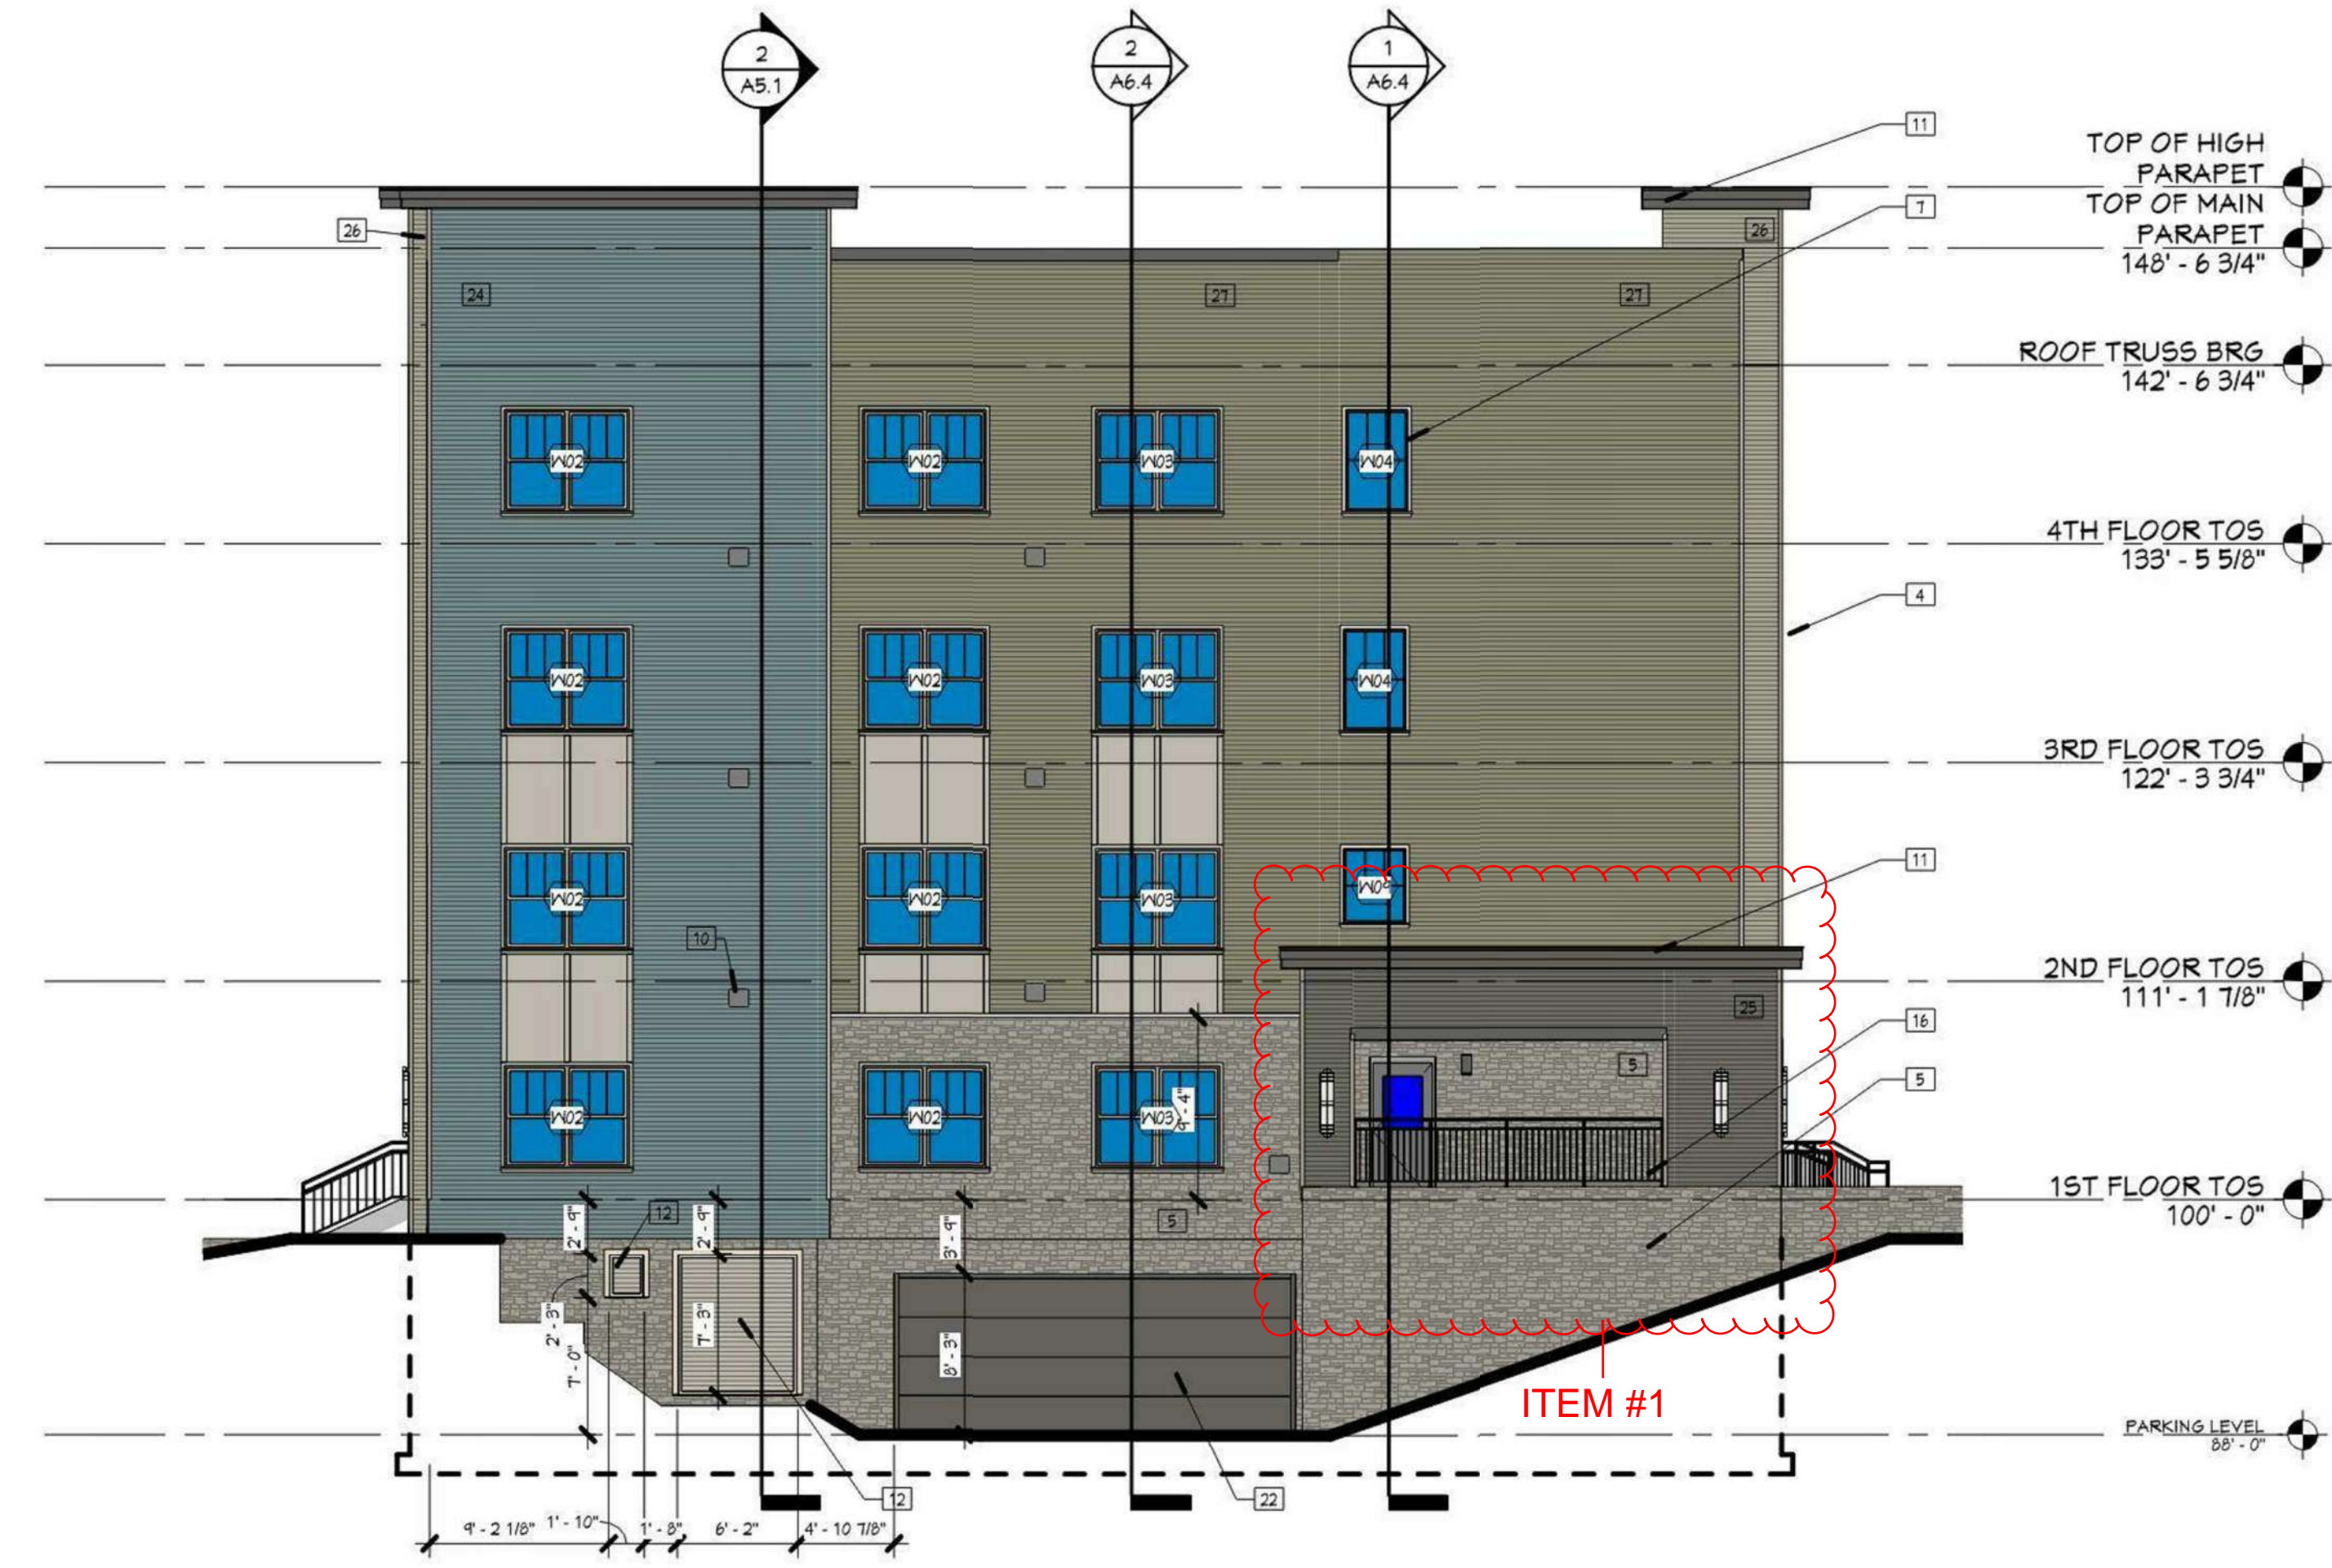 2
A5.1
2
A6.4
1
A6.4
11
TOP OF HIGH
PARAPET
7
TOP OF MAIN
PARAPET
148' - 6 3/4"
26
26
24
27
27
ROOF TRUSS BRG
142' - 6 3/4"
W02
W02
W03
W04
4TH FLOOR TOS
133' - 5 5/8"
4
W02
W02
W03
W04
3RD FLOOR TOS
122' - 3 3/4"
11
W02
W02
W03
10
2ND FLOOR TOS
111' - 1 7/8"
25
16
5
5
W02
W02
W03
1ST FLOOR TOS
100' - 0"
2' - 9"
12
2' - 9"
3' - 9"
5
2' - 3"
7' - 0"
7' - 3"
8' - 3"
ITEM #1
PARKING LEVEL
88' - 0"
12
22
9' - 2 1/8"
1' - 10"
1' - 8"
6' - 2"
4' - 10 7/8"